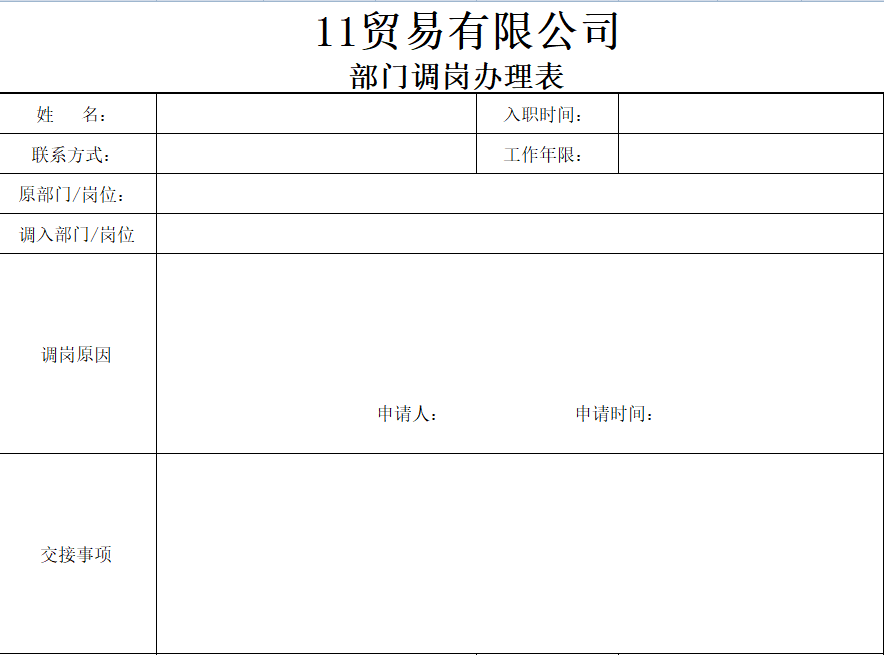 11贸易有限公司
部门调岗办理表
姓 名： 入职时间：
联系方式： 工作年限：
原部门/岗位：
调入部门/岗位
调岗原因
申请人： 申请时间：
交接事项